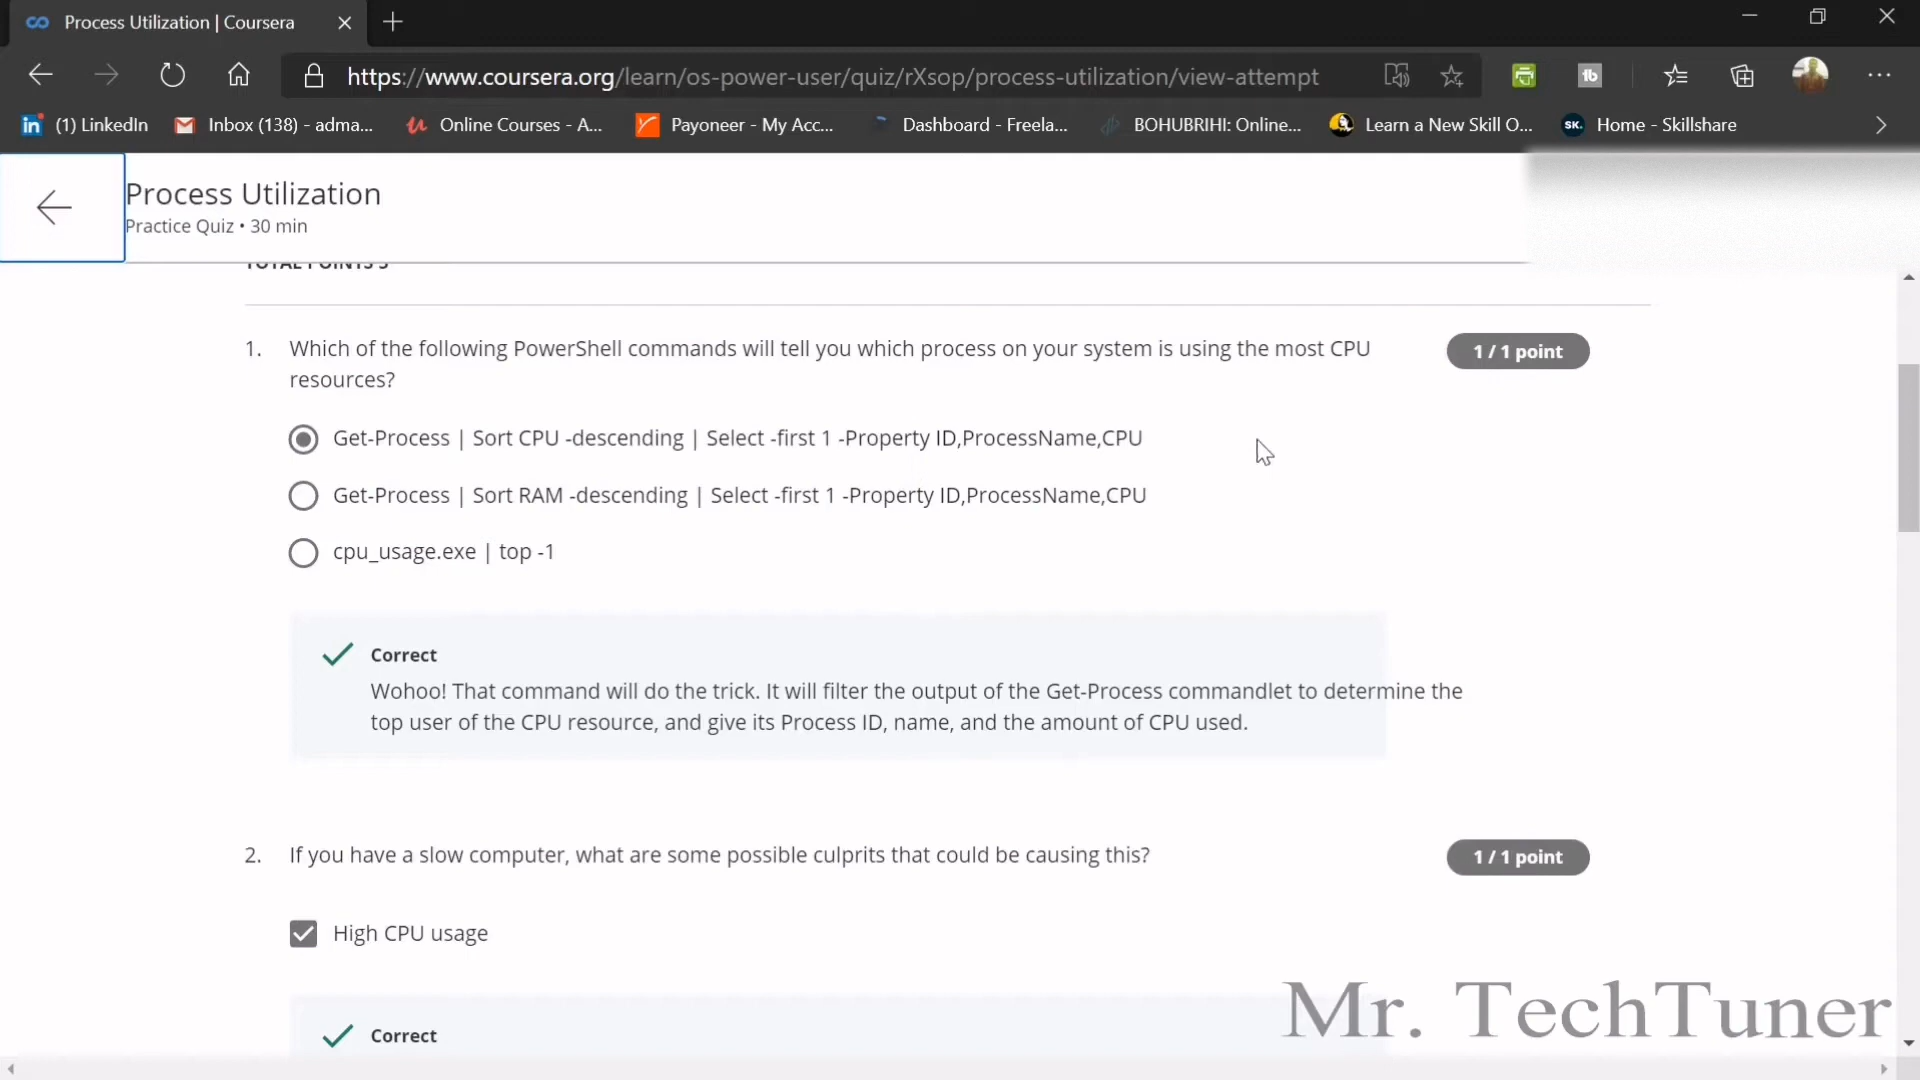 Process Utilization | Coursera
https://www.coursera.org/learn/os-power-user/quiz/rXsop/process-utilization/view-attempt
(1) LinkedIn
Inbox (138) - adma...
Online Courses - A...
Payoneer - My Acc...
Dashboard - Freela...
BOHUBRIHI: Online...
Learn a New Skill O...
SK. Home - Skillshare
Process Utilization
Practice Quiz • 30 min
TOTAL POINTS 5
1. Which of the following PowerShell commands will tell you which process on your system is using the most CPU
resources?
1 / 1 point
Get-Process | Sort CPU -descending | Select -first 1 -Property ID,ProcessName,CPU
Get-Process | Sort RAM -descending | Select -first 1 -Property ID,ProcessName,CPU
cpu_usage.exe | top -1
Correct
Wohoo! That command will do the trick. It will filter the output of the Get-Process commandlet to determine the
top user of the CPU resource, and give its Process ID, name, and the amount of CPU used.
2. If you have a slow computer, what are some possible culprits that could be causing this?
1 / 1 point
High CPU usage
Correct
Mr. TechTuner